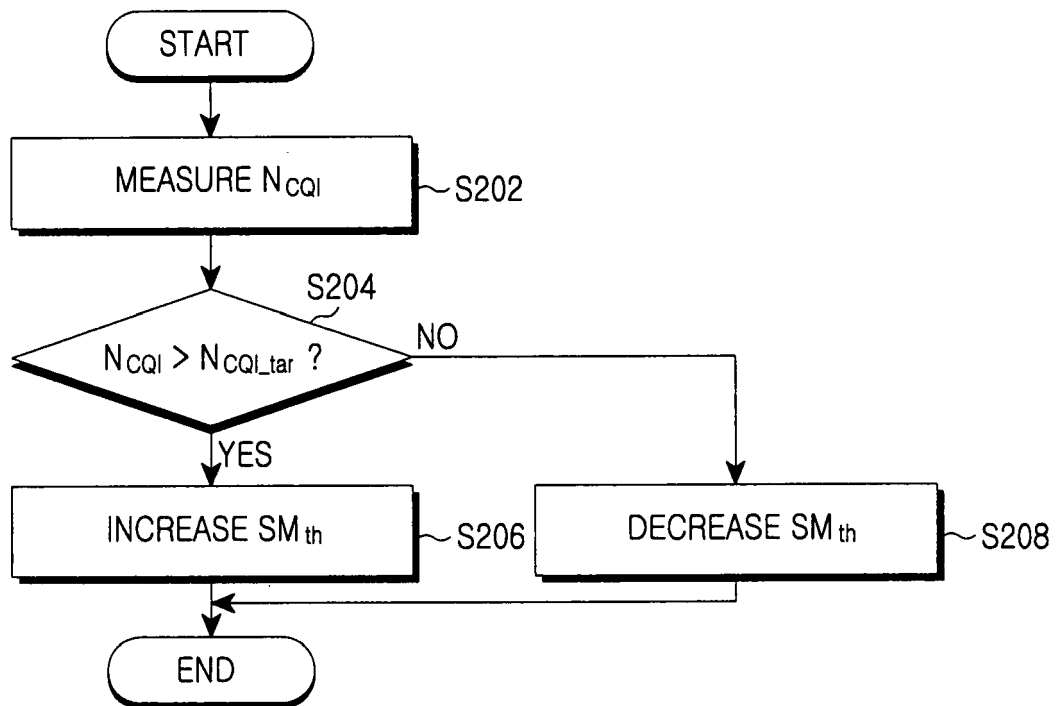 START
MEASURE N_CQI
S202
S204
N_CQI > N_CQI_tar ?
NO
YES
INCREASE SM_th
S206
DECREASE SM_th
S208
END